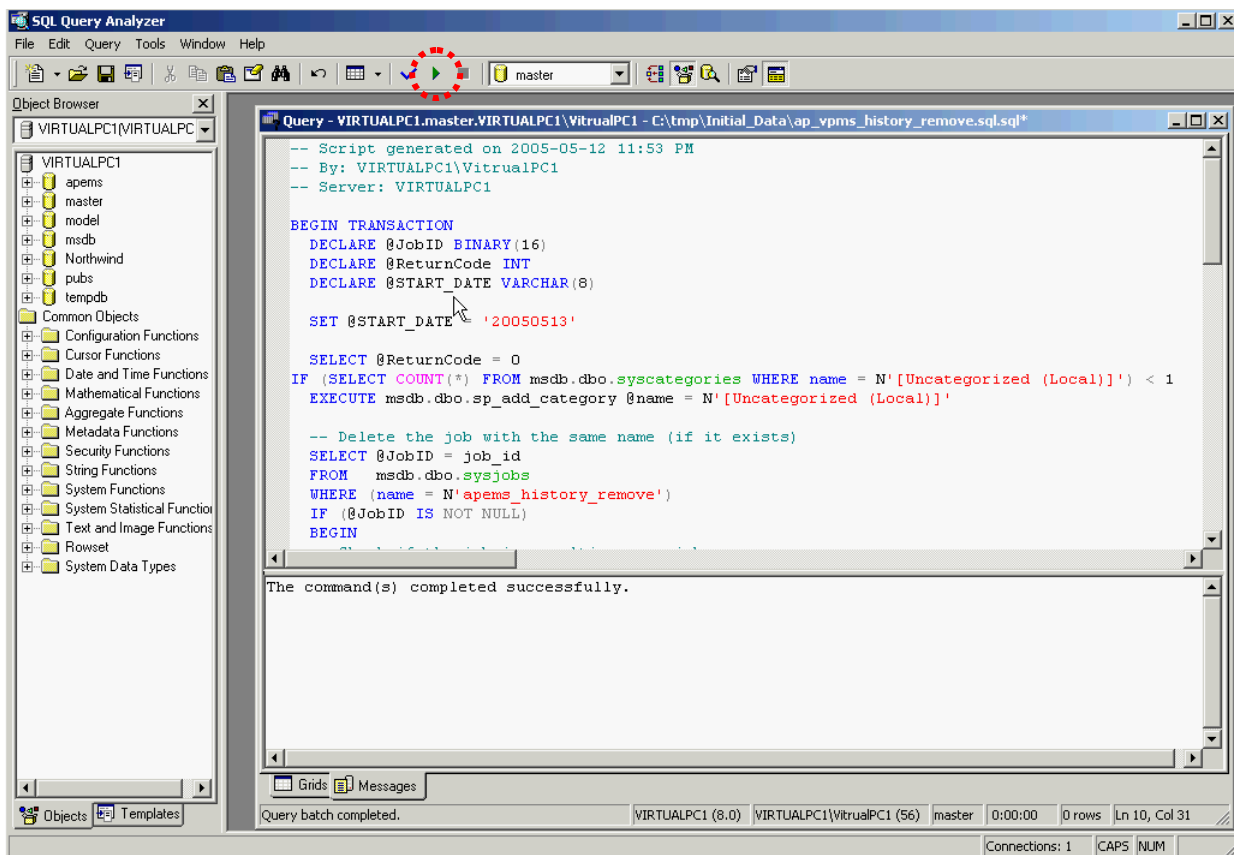 SQL Query Analyzer
File Edit Query Tools Window Help
master
Object Browser
VIRTUALPC1(VIRTUALPC
VIRTUALPC1
apems
master
model
msdb
Northwind
pubs
tempdb
Common Objects
Configuration Functions
Cursor Functions
Date and Time Functions
Mathematical Functions
Aggregate Functions
Metadata Functions
Security Functions
String Functions
System Functions
System Statistical Function
Text and Image Functions
Rowset
System Data Types
Objects Templates
Query - VIRTUALPC1.master.VIRTUALPC1\VitrualPC1 - C:\tmp\Initial_Data\ap_vpms_history_remove.sql.sql*
-- Script generated on 2005-05-12 11:53 PM
-- By: VIRTUALPC1\VitrualPC1
-- Server: VIRTUALPC1
BEGIN TRANSACTION
DECLARE @JobID BINARY(16)
DECLARE @ReturnCode INT
DECLARE @START_DATE VARCHAR(8)
SET @START_DATE = '20050513'
SELECT @ReturnCode = 0
IF (SELECT COUNT(*) FROM msdb.dbo.syscategories WHERE name = N'[Uncategorized (Local)]') < 1
EXECUTE msdb.dbo.sp_add_category @name = N'[Uncategorized (Local)]'
-- Delete the job with the same name (if it exists)
SELECT @JobID = job_id
FROM msdb.dbo.sysjobs
WHERE (name = N'apems_history_remove')
IF (@JobID IS NOT NULL)
BEGIN
The command(s) completed successfully.
Grids Messages
Query batch completed. VIRTUALPC1 (8.0) VIRTUALPC1\VitrualPC1 (56) master 0:00:00 0 rows Ln 10, Col 31
Connections: 1 CAPS NUM